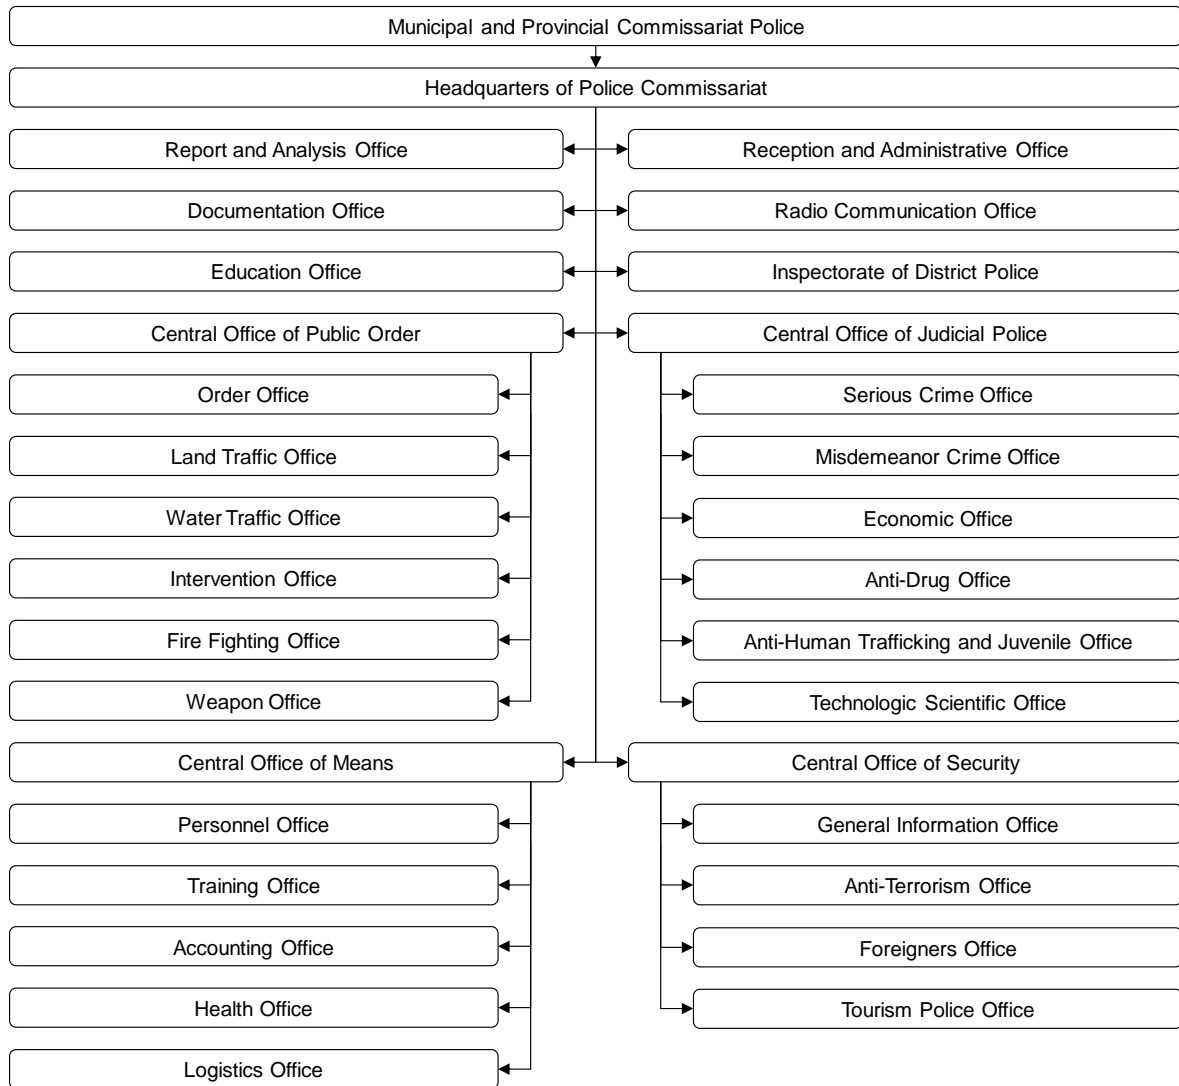 Municipal and Provincial Commissariat Police
Headquarters of Police Commissariat
Report and Analysis Office
Reception and Administrative Office
Documentation Office
Radio Communication Office
Education Office
Inspectorate of District Police
Central Office of Public Order
Central Office of Judicial Police
Order Office
Serious Crime Office
Land Traffic Office
Misdemeanor Crime Office
Water Traffic Office
Economic Office
Intervention Office
Anti-Drug Office
Fire Fighting Office
Anti-Human Trafficking and Juvenile Office
Weapon Office
Technologic Scientific Office
Central Office of Means
Central Office of Security
Personnel Office
General Information Office
Training Office
Anti-Terrorism Office
Accounting Office
Foreigners Office
Health Office
Tourism Police Office
Logistics Office